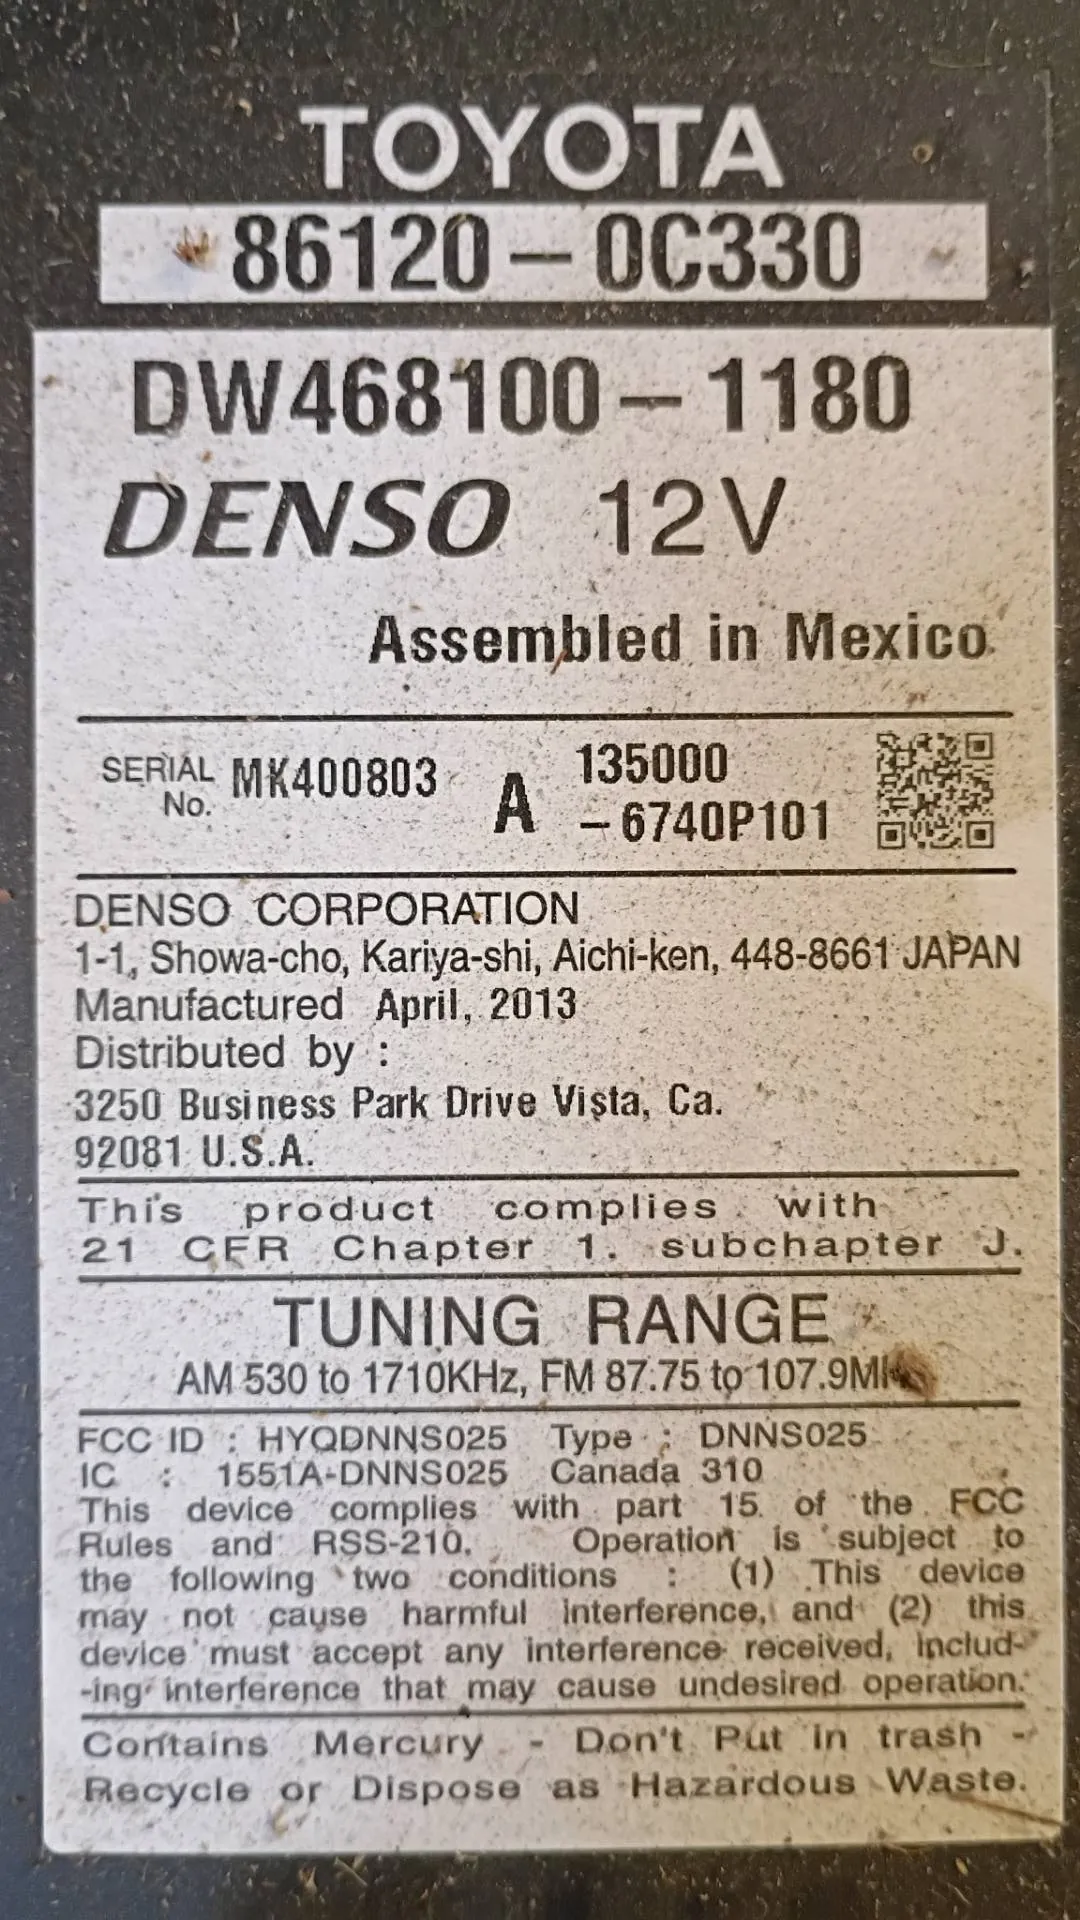 TOYOTA
86120-0C330
DW468100-1180
DENSO 12V
Assembled in Mexico
SERIAL No. MK400803 A 135000
-6740P101
DENSO CORPORATION
1-1, Showa-cho, Kariya-shi, Aichi-ken, 448-8661 JAPAN
Manufactured April, 2013
Distributed by :
3250 Business Park Drive Vista, Ca.
92081 U.S.A.
This product complies with
21 CFR Chapter 1. subchapter J.
TUNING RANGE
AM 530 to 1710KHz, FM 87.75 to 107.9
FCC ID : HYQDNNS025 Type : DNNS025
IC : 1551A-DNNS025 Canada 310
This device complies with part 15 of the FCC
Rules and RSS-210. Operation is subject to
the following two conditions : (1) This device
may not cause harmful interference, and (2) this
device must accept any interference received, includ-
-ing interference that may cause undesired operation.
Contains Mercury - Don't Put in trash -
Recycle or Dispose as Hazardous Waste.